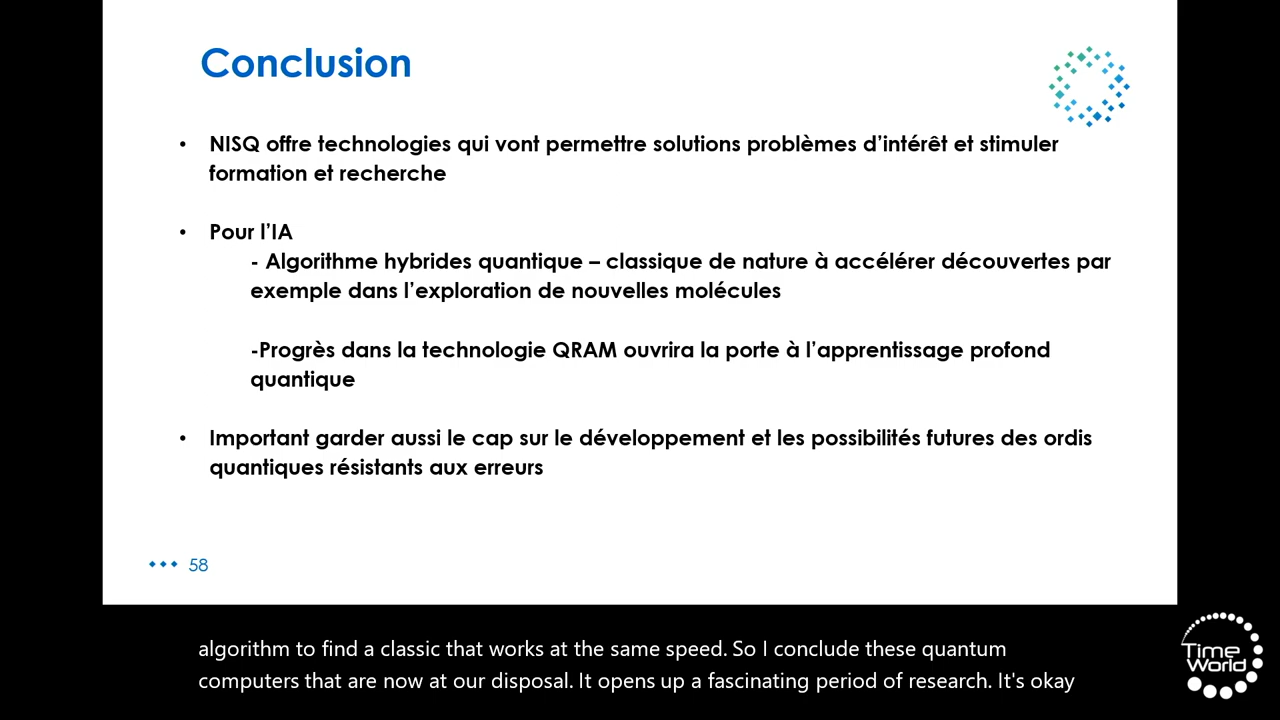 Conclusion
• NISQ offre technologies qui vont permettre solutions problèmes d’intérêt et stimuler
formation et recherche
• Pour l’IA
- Algorithme hybrides quantique – classique de nature à accélérer découvertes par
exemple dans l’exploration de nouvelles molécules
-Progrès dans la technologie QRAM ouvrira la porte à l’apprentissage profond
quantique
• Important garder aussi le cap sur le développement et les possibilités futures des ordis
quantiques résistants aux erreurs
58
algorithm to find a classic that works at the same speed. So I conclude these quantum
computers that are now at our disposal. It opens up a fascinating period of research. It's okay
Time
World